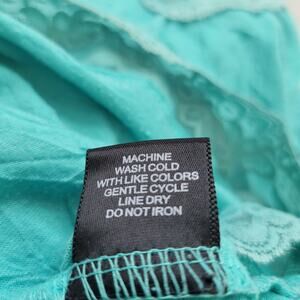 MACHINE
WASH COLD
WITH LIKE COLORS
GENTLE CYCLE
LINE DRY
DO NOT IRON